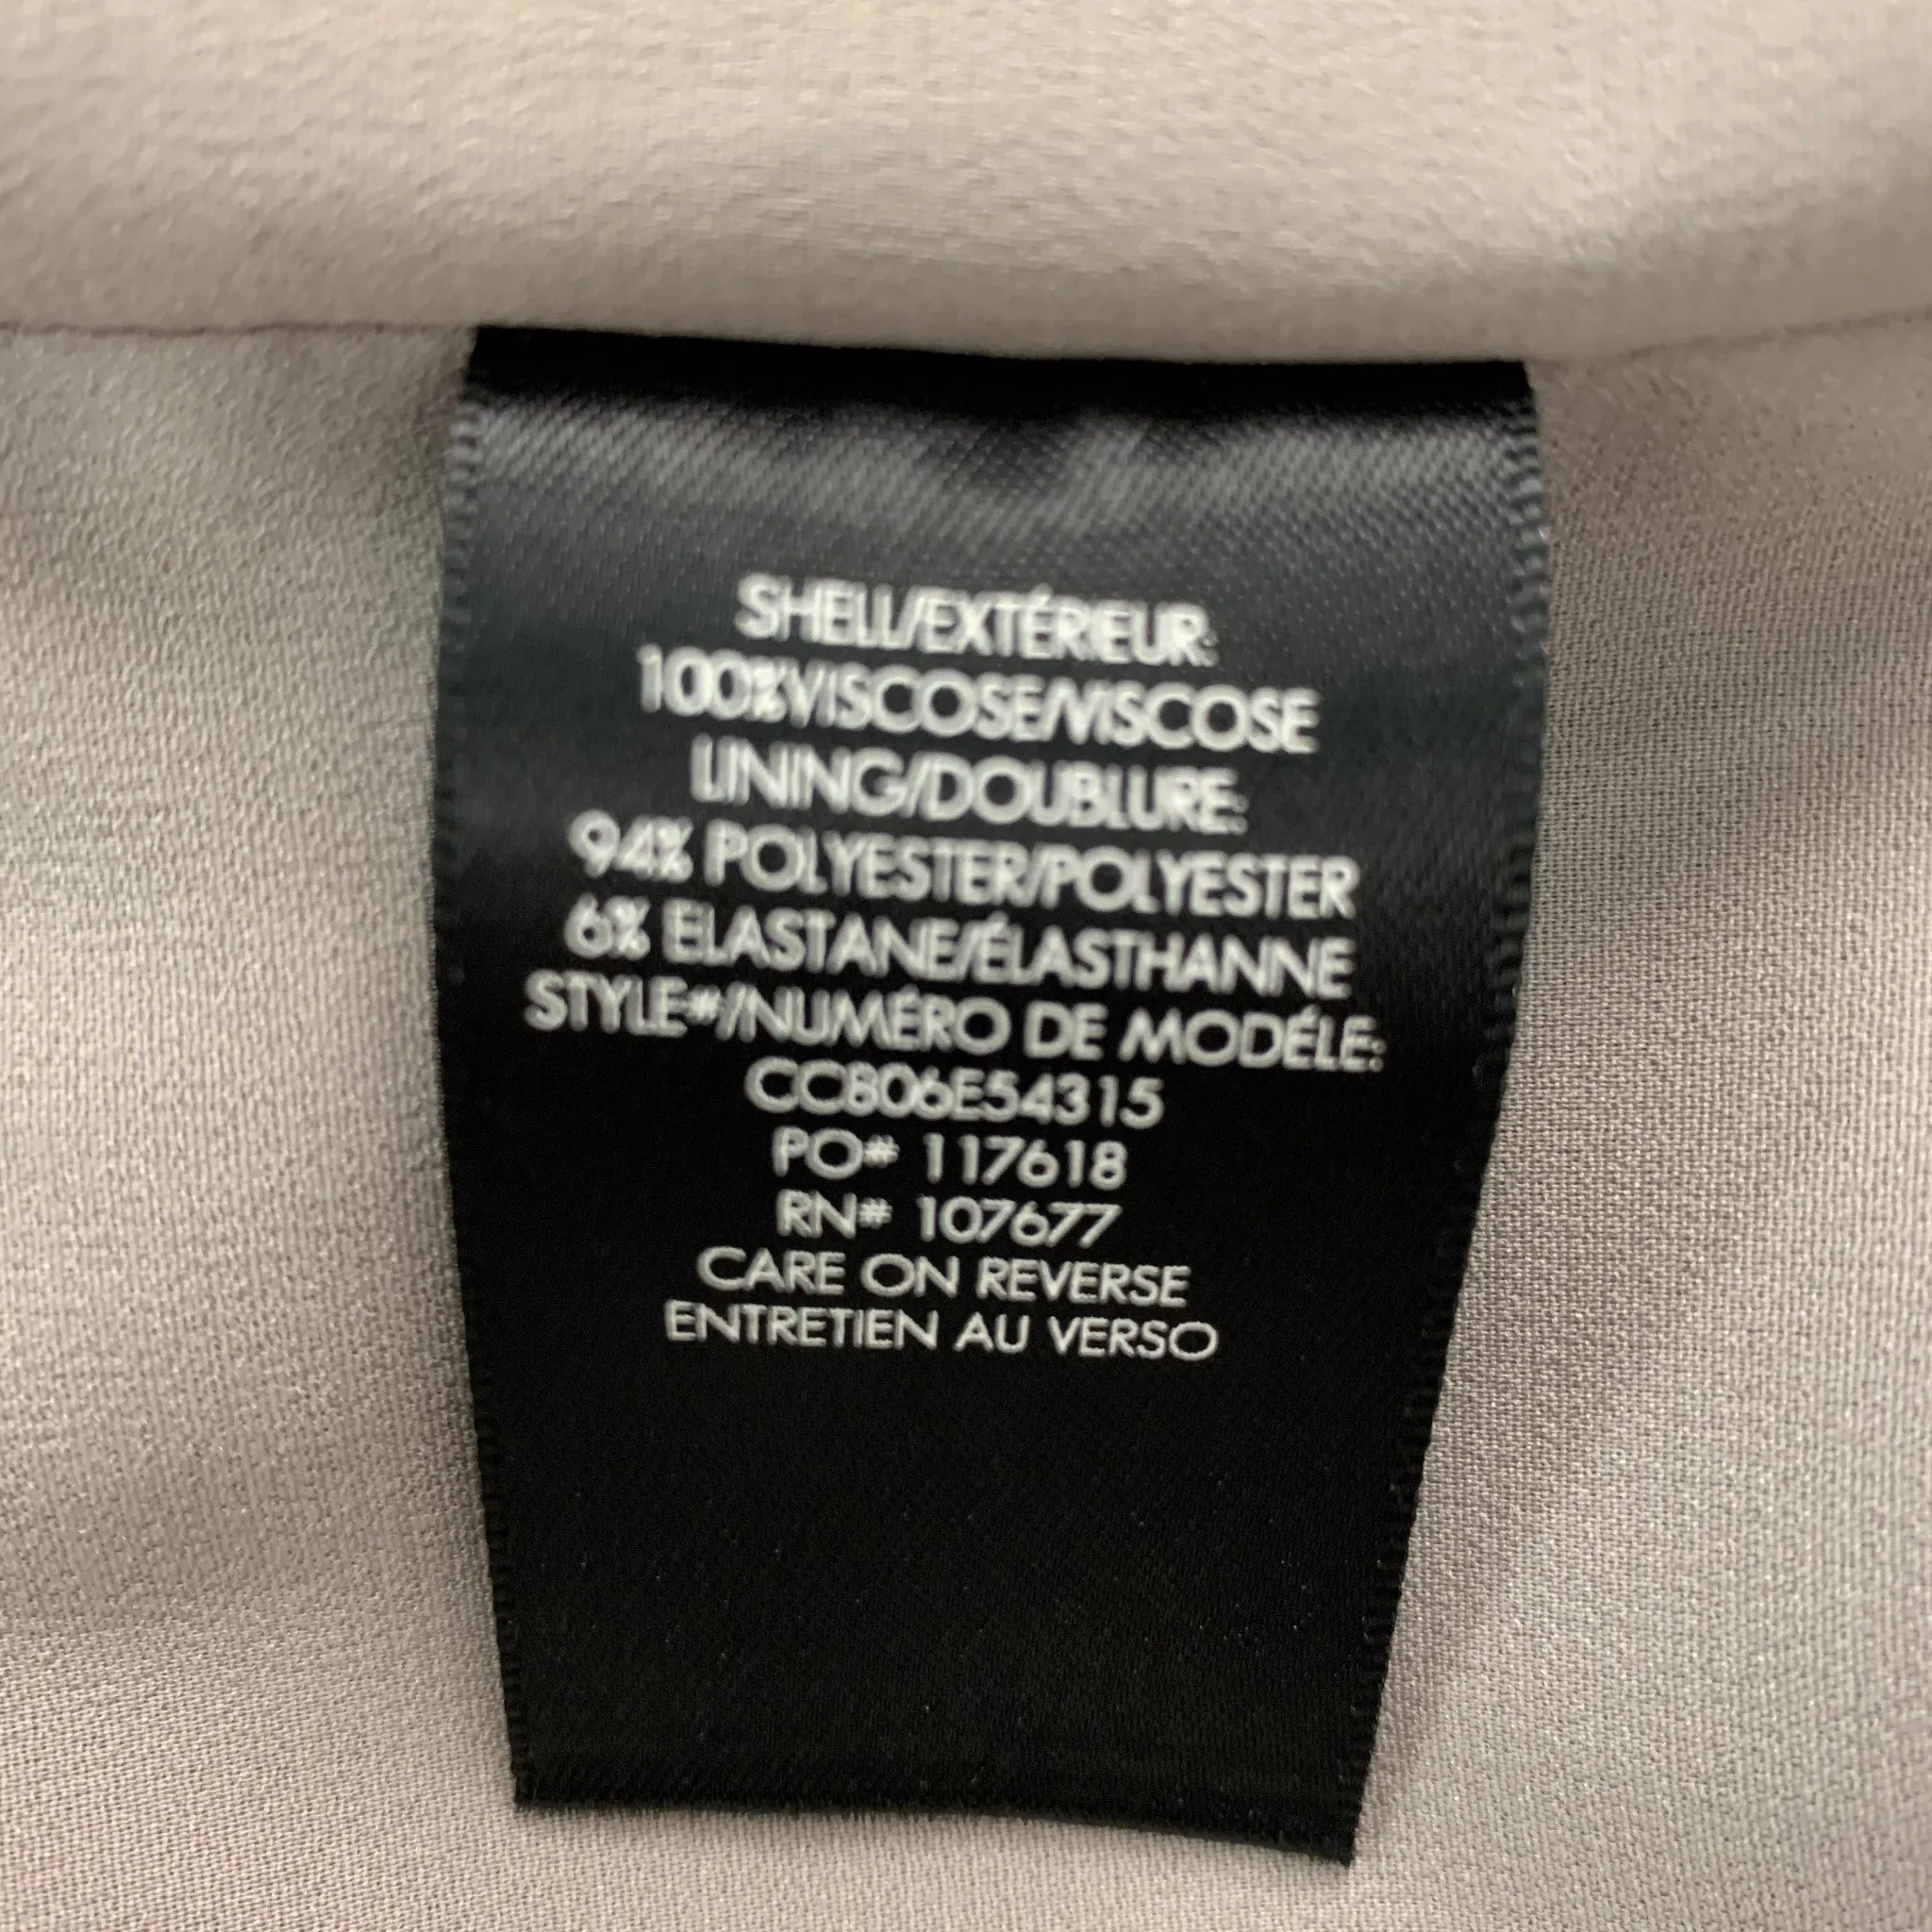 SHELL/EXTÉRIEUR:
100%VISCOSE/VISCOSE
LINING/DOUBLURE:
94% POLYESTER/POLYESTER
6% ELASTANE/ÉLASTHANNE
STYLE#/NUMÉRO DE MODÉLE:
CC806E54315
PO# 117618
RN# 107677
CARE ON REVERSE
ENTRETIEN AU VERSO